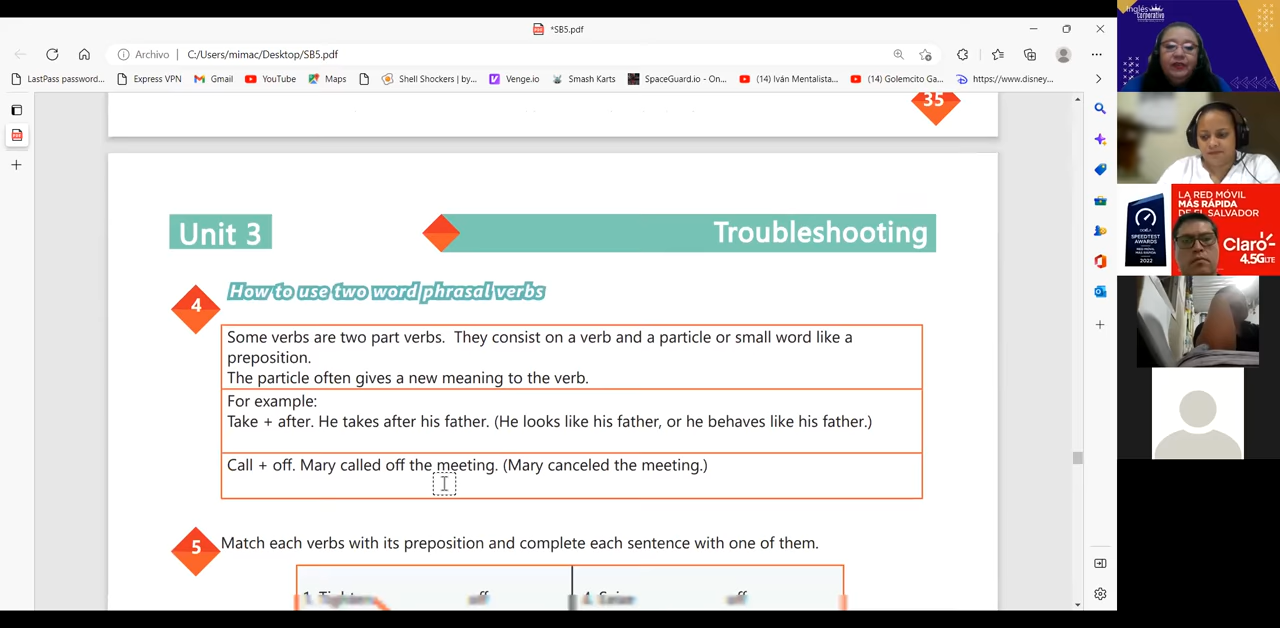 *SB5.pdf
Archivo
C:/Users/mimac/Desktop/SB5.pdf
LastPass password...
Express VPN
Gmail
YouTube
Maps
Shell Shockers | by...
Venge.io
Smash Karts
SpaceGuard.io - On...
(14) Iván Mentalista...
(14) Golemcito Ga...
https://www.disney...
35
Unit 3
Troubleshooting
4
How to use two word phrasal verbs
Some verbs are two part verbs. They consist on a verb and a particle or small word like a
preposition.
The particle often gives a new meaning to the verb.
For example:
Take + after. He takes after his father. (He looks like his father, or he behaves like his father.)
Call + off. Mary called off the meeting. (Mary canceled the meeting.)
5
Match each verbs with its preposition and complete each sentence with one of them.
1. Tighten
off
4. Seize
off
Inglés
Corporativo
LA RED MÓVIL
MÁS RÁPIDA
DE EL SALVADOR
SPEEDTEST
AWARDS
2022
Claro
4.5GLTE